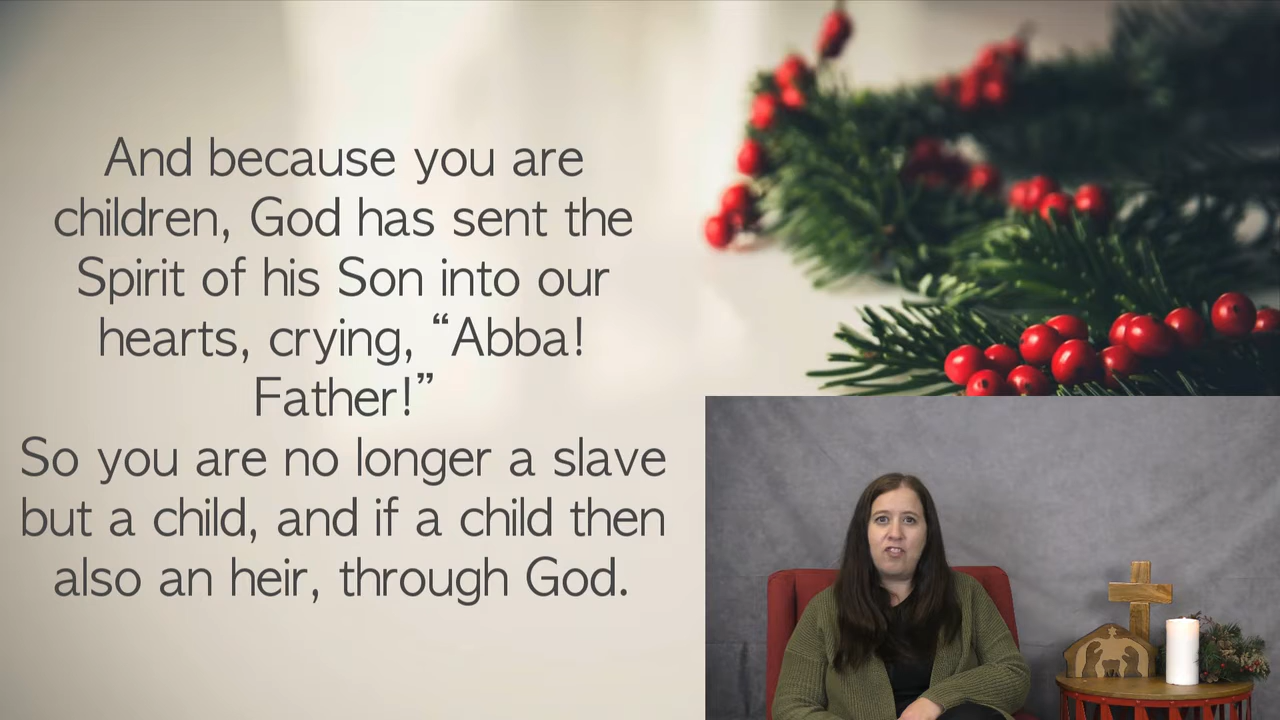 And because you are
children, God has sent the
Spirit of his Son into our
hearts, crying, “Abba!
Father!”
So you are no longer a slave
but a child, and if a child then
also an heir, through God.